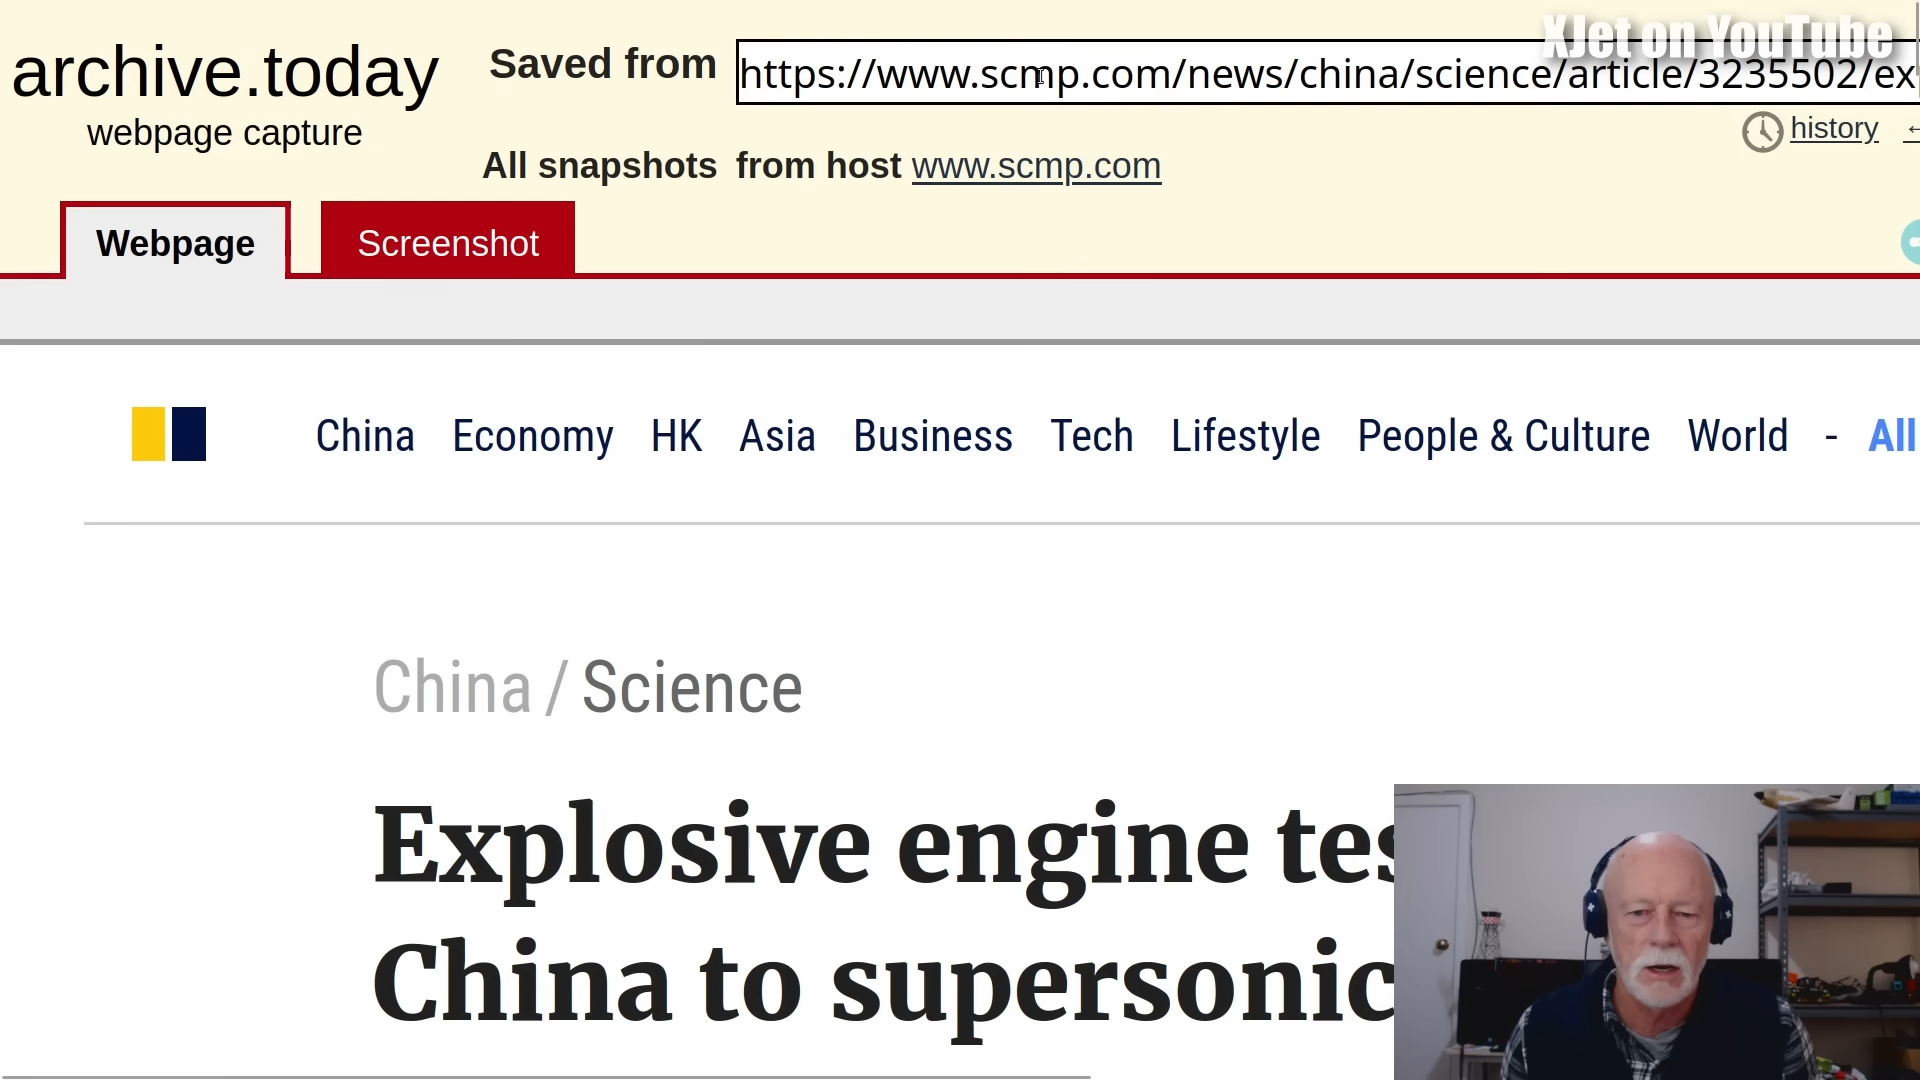 XJet on YouTube
archive.today
webpage capture
Saved from
https://www.scmp.com/news/china/science/article/3235502/ex
history
All snapshots from host www.scmp.com
Webpage
Screenshot
China Economy HK Asia Business Tech Lifestyle People & Culture World - All
China / Science
Explosive engine tes
China to supersonic